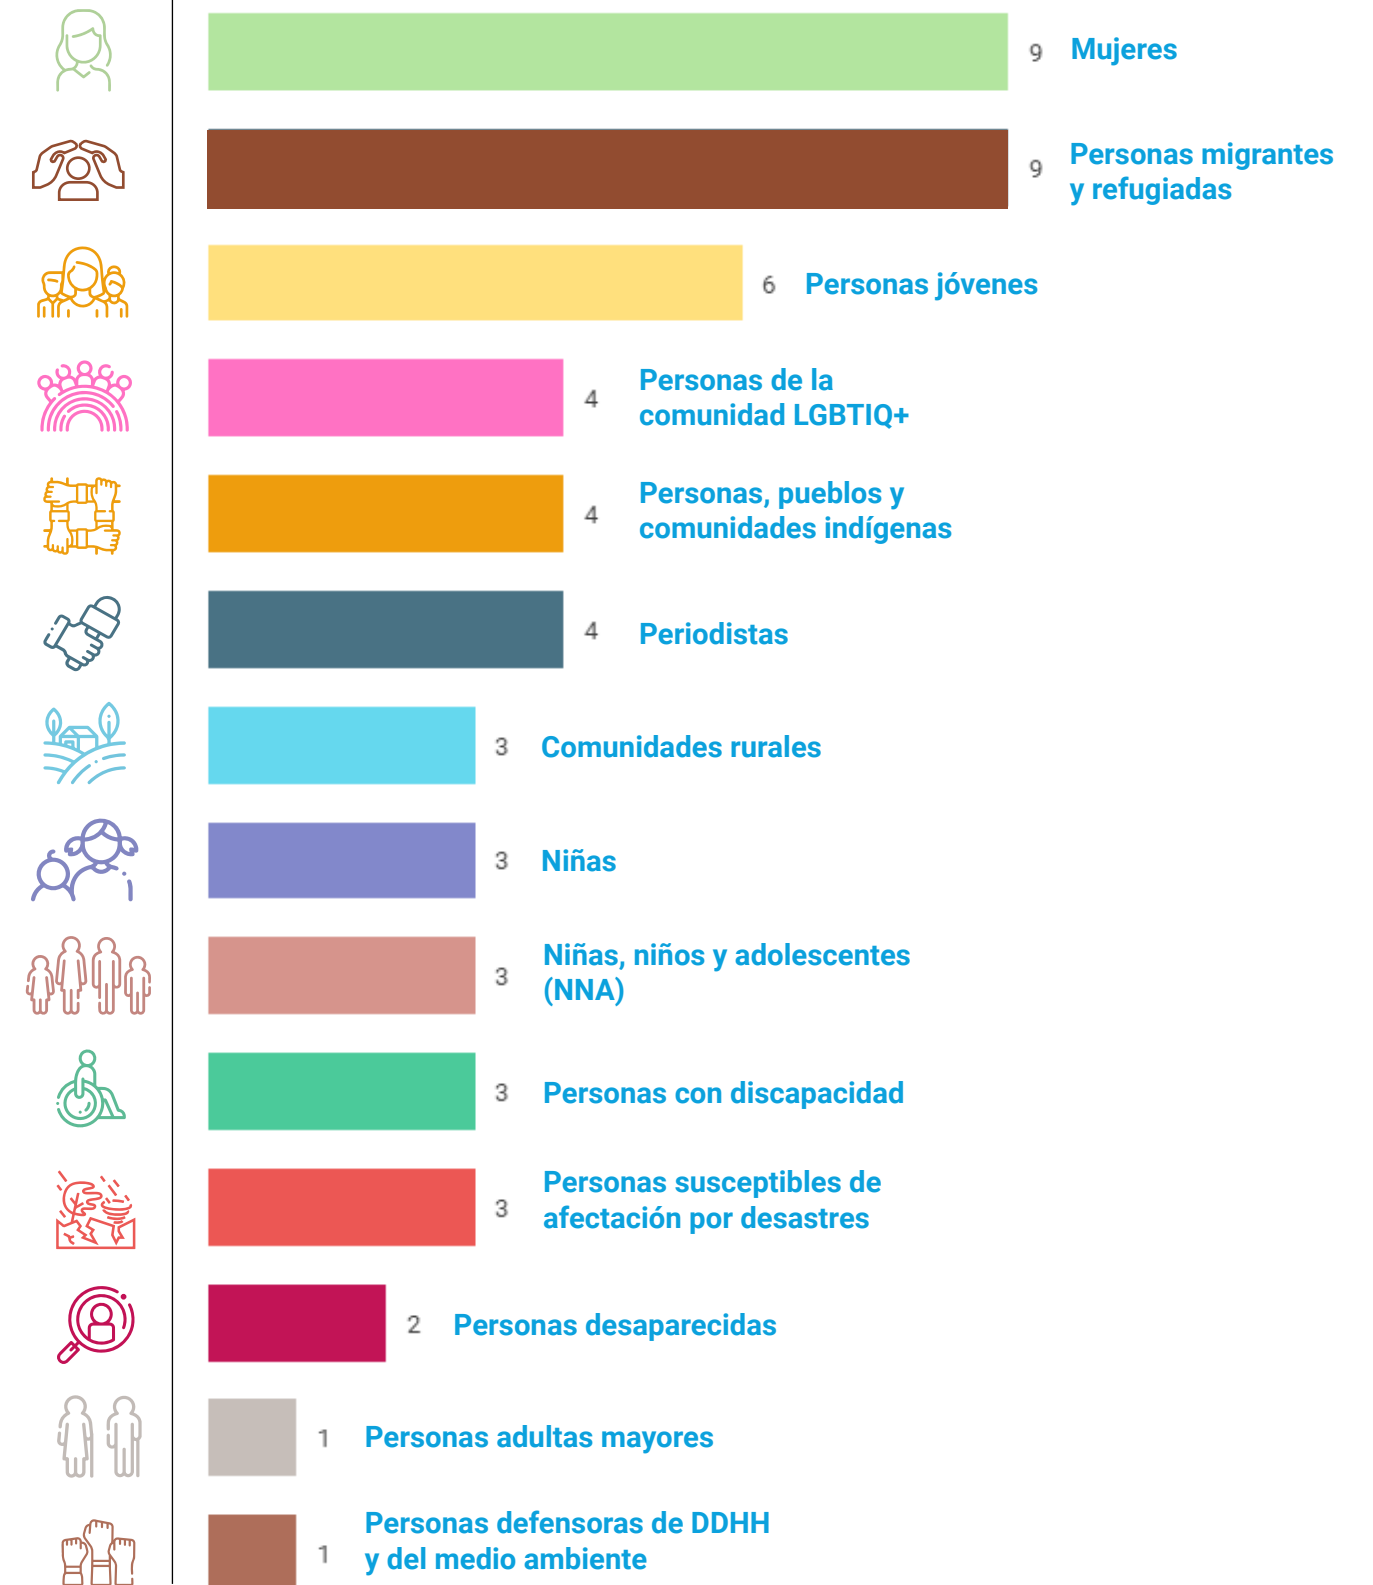 9 Mujeres
9 Personas migrantes
y refugiadas
6 Personas jóvenes
4 Personas de la
comunidad LGBTIQ+
4 Personas, pueblos y
comunidades indígenas
4 Periodistas
3 Comunidades rurales
3 Niñas
3 Niñas, niños y adolescentes
(NNA)
3 Personas con discapacidad
3 Personas susceptibles de
afectación por desastres
2 Personas desaparecidas
1 Personas adultas mayores
1 Personas defensoras de DDHH
y del medio ambiente